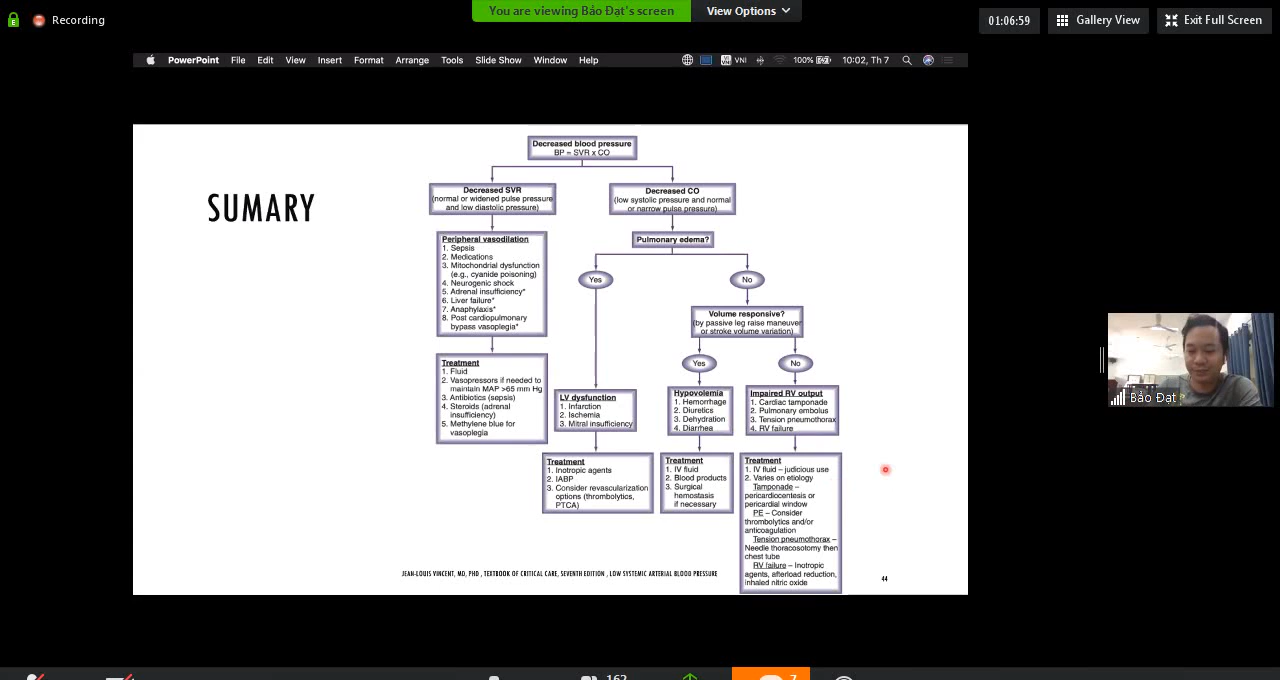 Recording
You are viewing Bảo Đạt's screen
View Options
01:06:59
Gallery View
Exit Full Screen
PowerPoint File Edit View Insert Format Arrange Tools Slide Show Window Help
VNI 100% 10:02, Th 7
SUMARY
Decreased blood pressure
BP = SVR x CO
Decreased SVR
(normal or widened pulse pressure
and low diastolic pressure)
Decreased CO
(low systolic pressure and normal
or narrow pulse pressure)
Peripheral vasodilation
1. Sepsis
2. Medications
3. Mitochondrial dysfunction
(e.g., cyanide poisoning)
4. Neurogenic shock
5. Adrenal insufficiency*
6. Liver failure*
7. Anaphylaxis*
8. Post cardiopulmonary
bypass vasoplegia*
Treatment
1. Fluid
2. Vasopressors if needed to
maintain MAP >65 mm Hg
3. Antibiotics (sepsis)
4. Steroids (adrenal
insufficiency)
5. Methylene blue for
vasoplegia
Pulmonary edema?
Yes
No
Volume responsive?
(by passive leg raise maneuver
or stroke volume variation)
Yes
No
LV dysfunction
1. Infarction
2. Ischemia
3. Mitral insufficiency
Hypovolemia
1. Hemorrhage
2. Diuretics
3. Dehydration
4. Diarrhea
Impaired RV output
1. Cardiac tamponade
2. Pulmonary embolus
3. Tension pneumothorax
4. RV failure
Treatment
1. Inotropic agents
2. IABP
3. Consider revascularization
options (thrombolytics,
PTCA)
Treatment
1. IV fluid
2. Blood products
3. Surgical
hemostasis
if necessary
Treatment
1. IV fluid – judicious use
2. Varies on etiology
Tamponade –
pericardiocentesis or
pericardial window
PE – Consider
thrombolytics and/or
anticoagulation
Tension pneumothorax –
Needle thoracosotomy then
chest tube
RV failure – Inotropic
agents, afterload reduction,
inhaled nitric oxide
JEAN-LOUIS VINCENT, MD, PHD , TEXTBOOK OF CRITICAL CARE, SEVENTH EDITION , LOW SYSTEMIC ARTERIAL BLOOD PRESSURE
44
Bảo Đạt
162
7